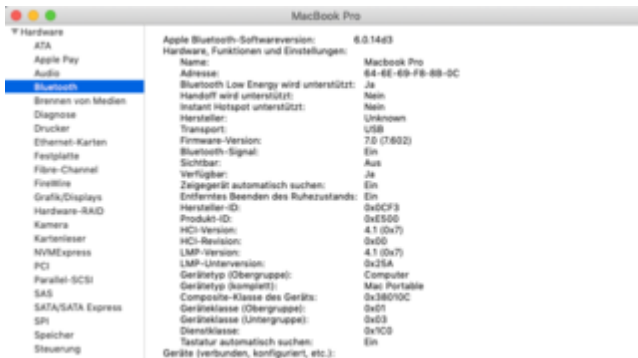 MacBook Pro
Hardware
ATA
Apple Pay
Audio
Bluetooth
Brennen von Medien
Diagnose
Drucker
Ethernet-Karten
Festplatte
Fibre-Channel
FireWire
Grafik/Displays
Hardware-RAID
Kamera
Kartenleser
NVMExpress
PCI
Parallel-SCSI
SAS
SATA/SATA Express
SPI
Speicher
Steuerung
Apple Bluetooth-Softwareversion: 6.0.14d3
Hardware, Funktionen und Einstellungen:
Name: Macbook Pro
Adresse: 64-6E-69-F8-8B-0C
Bluetooth Low Energy wird unterstützt: Ja
Handoff wird unterstützt: Nein
Instant Hotspot unterstützt: Nein
Hersteller: Unknown
Transport: USB
Firmware-Version: 7.0 (7.602)
Bluetooth-Signal: Ein
Sichtbar: Aus
Verfügbar: Ja
Zeigegerät automatisch suchen: Ein
Entferntes Beenden des Ruhezustands: Ein
Hersteller-ID: 0x0CF3
Produkt-ID: 0xE500
HCI-Version: 4.1 (0x7)
HCI-Revision: 0x00
LMP-Version: 4.1 (0x7)
LMP-Unterversion: 0x25A
Gerätetyp (Obergruppe): Computer
Gerätetyp (komplett): Mac Portable
Composite-Klasse des Geräts: 0x38010C
Geräteklasse (Obergruppe): 0x01
Geräteklasse (Untergruppe): 0x03
Dienstklasse: 0x1C0
Tastatur automatisch suchen: Ein
Geräte (verbunden, konfiguriert, etc.):